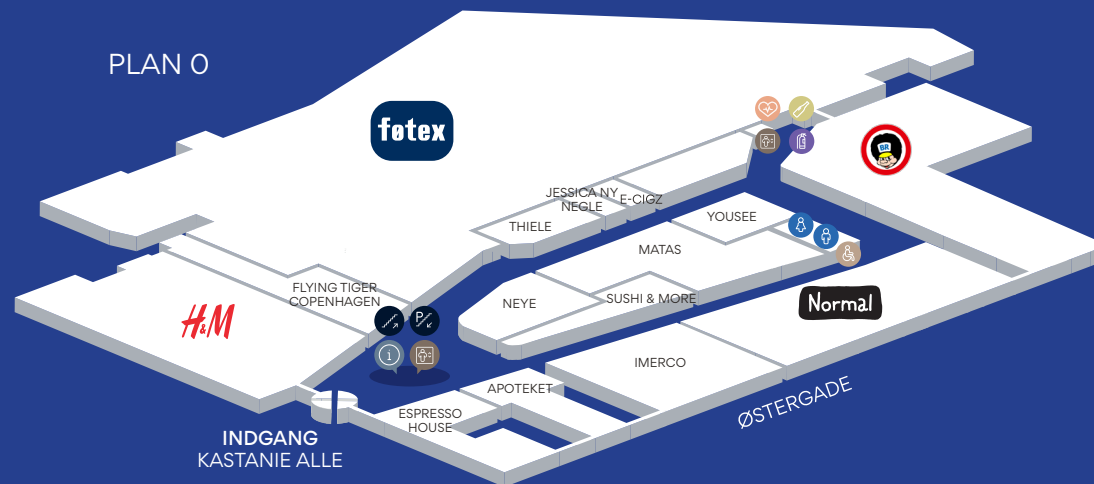 PLAN 0
føtex
BR
JESSICA NY
NEGLE
E-CIGZ
THIELE
YOUSEE
MATAS
FLYING TIGER
COPENHAGEN
NEYE
SUSHI & MORE
Normal
H&M
P
i
IMERCO
APOTEKET
ESPRESSO
HOUSE
ØSTERGADE
INDGANG
KASTANIE ALLE